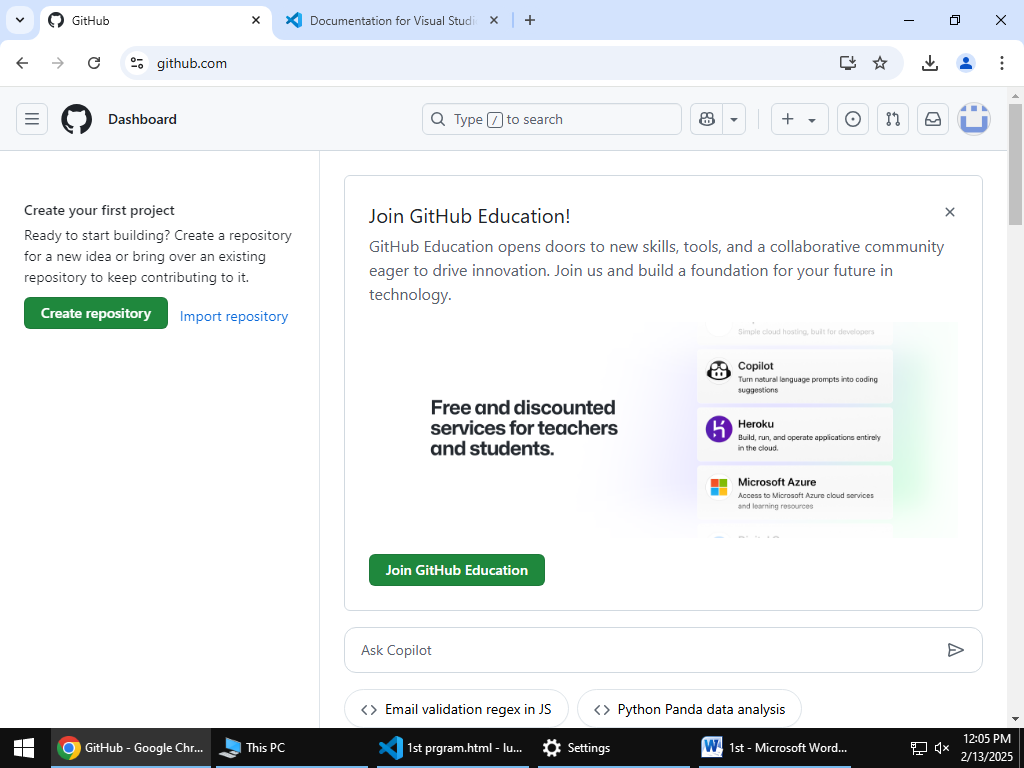 GitHub
Documentation for Visual Studi
github.com
Dashboard
Type / to search
Create your first project
Ready to start building? Create a repository
for a new idea or bring over an existing
repository to keep contributing to it.
Create repository
Import repository
Join GitHub Education!
GitHub Education opens doors to new skills, tools, and a collaborative community
eager to drive innovation. Join us and build a foundation for your future in
technology.
Simple cloud hosting, built for developers
Copilot
Turn natural language prompts into coding
suggestions
Free and discounted
services for teachers
and students.
Heroku
Build, run, and operate applications entirely
in the cloud.
Microsoft Azure
Access to Microsoft Azure cloud services
and learning resources
Join GitHub Education
Ask Copilot
Email validation regex in JS
Python Panda data analysis
GitHub - Google Chr...
This PC
1st prgram.html - lu...
Settings
1st - Microsoft Word...
12:05 PM
2/13/2025